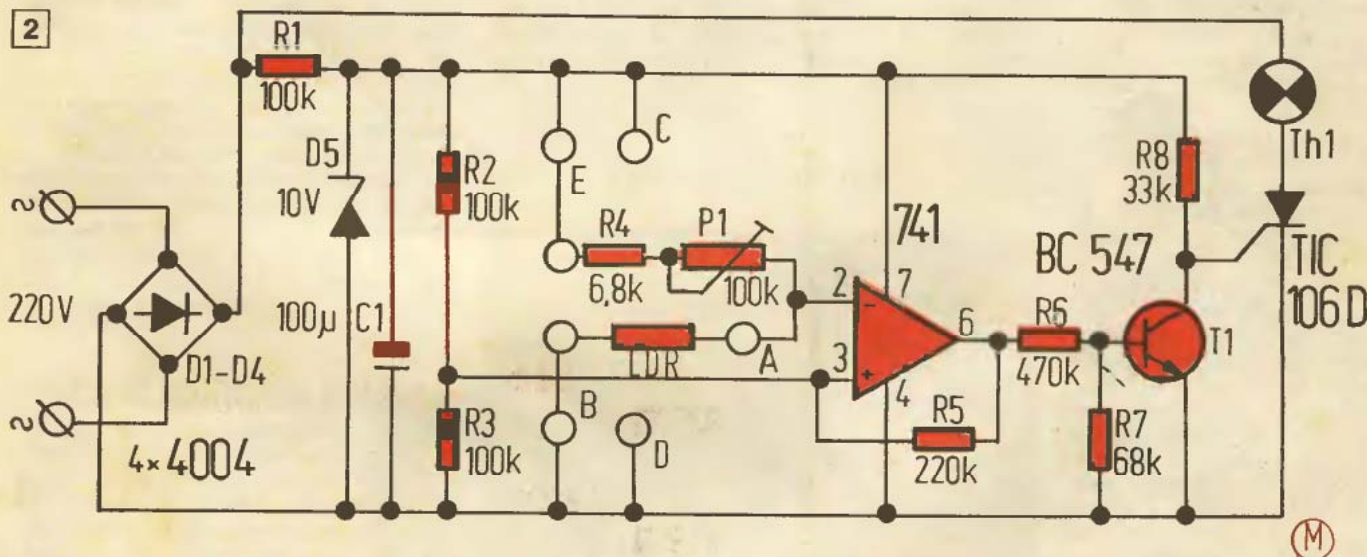 2
R1
100k
D5
10V
R2
100k
E
C
R4
6,8k
P1
100k
741
2
7
3
6
4
BC 547
R8
33k
Th1
TIC
106 D
220V
D1-D4
4×4004
100µ C1
LDR
A
B
D
R3
100k
R5
220k
R6
470k
T1
R7
68k
- +
~
~
M